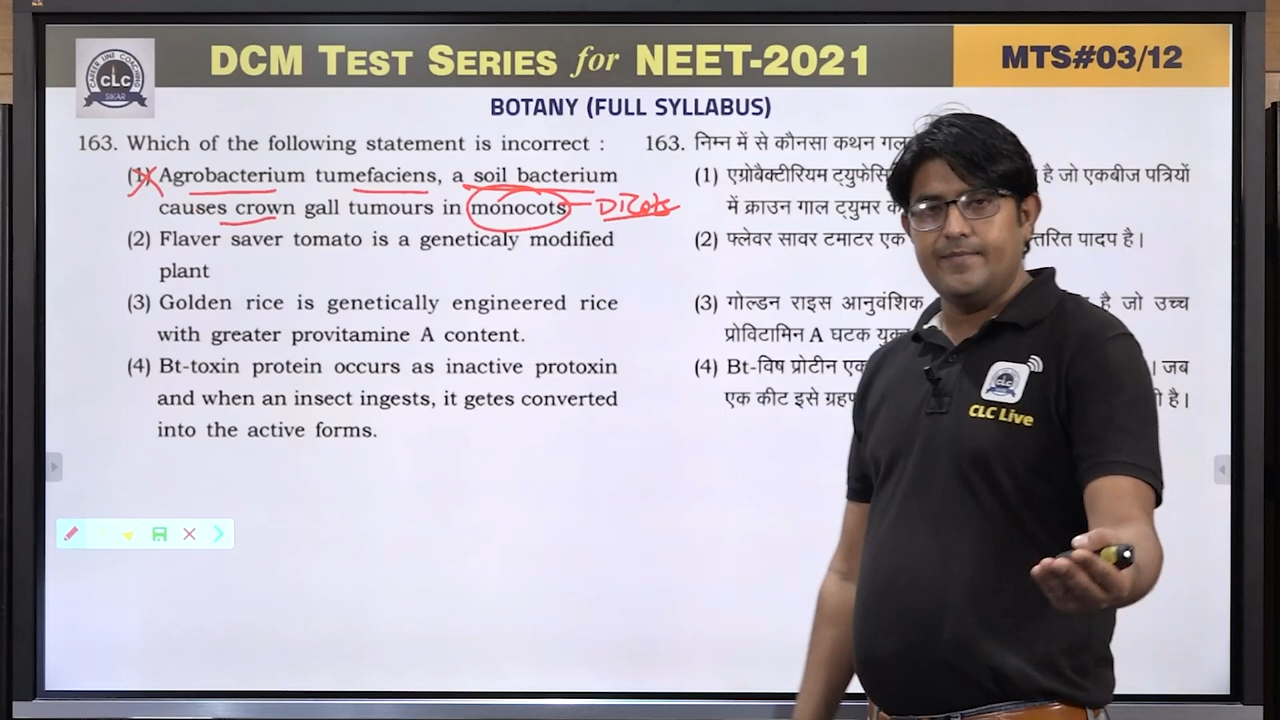 DCM TEST SERIES for NEET-2021
MTS#03/12
CAREER LINE COACHING
CLC
SIKAR
BOTANY (FULL SYLLABUS)
163. Which of the following statement is incorrect :
(1) Agrobacterium tumefaciens, a soil bacterium
causes crown gall tumours in monocots
DICots
(2) Flaver saver tomato is a geneticaly modified
plant
(3) Golden rice is genetically engineered rice
with greater provitamine A content.
(4) Bt-toxin protein occurs as inactive protoxin
and when an insect ingests, it getes converted
into the active forms.
163. निम्न में से कौनसा कथन
(1) एग्रोबैक्टीरियम है जो एकबीज पत्रियों
में क्राउन गाल ट्युमर
(2) फ्लेवर सावर टमाटर एक पादप है।
(3) गोल्डन राइस आनुवंशिक है जो उच्च
प्रोविटामिन A घटक
(4) Bt-विष प्रोटीन । जब
एक कीट इसे है।
CLC
CLC Live